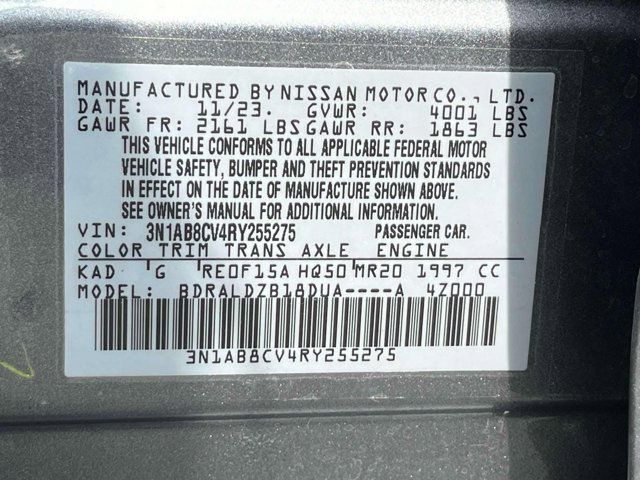 MANUFACTURED BY NISSAN MOTOR CO., LTD.
DATE: 11/23. GVWR: 4001 LBS
GAWR FR: 2161 LBS GAWR RR: 1863 LBS
THIS VEHICLE CONFORMS TO ALL APPLICABLE FEDERAL MOTOR
VEHICLE SAFETY, BUMPER AND THEFT PREVENTION STANDARDS
IN EFFECT ON THE DATE OF MANUFACTURE SHOWN ABOVE.
SEE OWNER'S MANUAL FOR ADDITIONAL INFORMATION.
VIN: 3N1AB8CV4RY255275 PASSENGER CAR.
COLOR TRIM TRANS AXLE ENGINE
KAD G RE0F15A HQ50 MR20 1997 CC
MODEL: BDRALDZB18DUA----A 4Z000
3N1AB8CV4RY255275